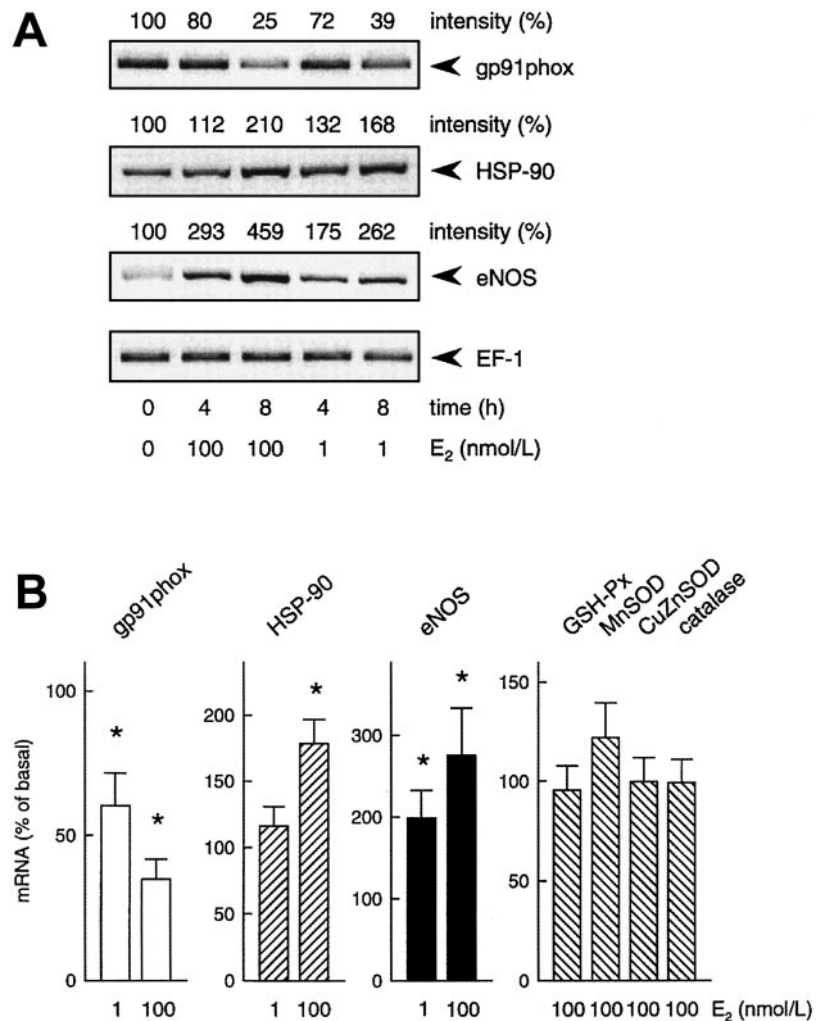 A
100 80 25 72 39 intensity (%)
gp91phox
100 112 210 132 168 intensity (%)
HSP-90
100 293 459 175 262 intensity (%)
eNOS
EF-1
0 4 8 4 8 time (h)
0 100 100 1 1 E₂ (nmol/L)
B
gp91phox
HSP-90
eNOS
GSH-Px
MnSOD
CuZnSOD
catalase
mRNA (% of basal)
100
50
0
*
*
1 100
200
150
100
50
0
*
300
200
100
0
*
*
1 100
150
100
50
0
1 100
100 100 100 100 E₂ (nmol/L)